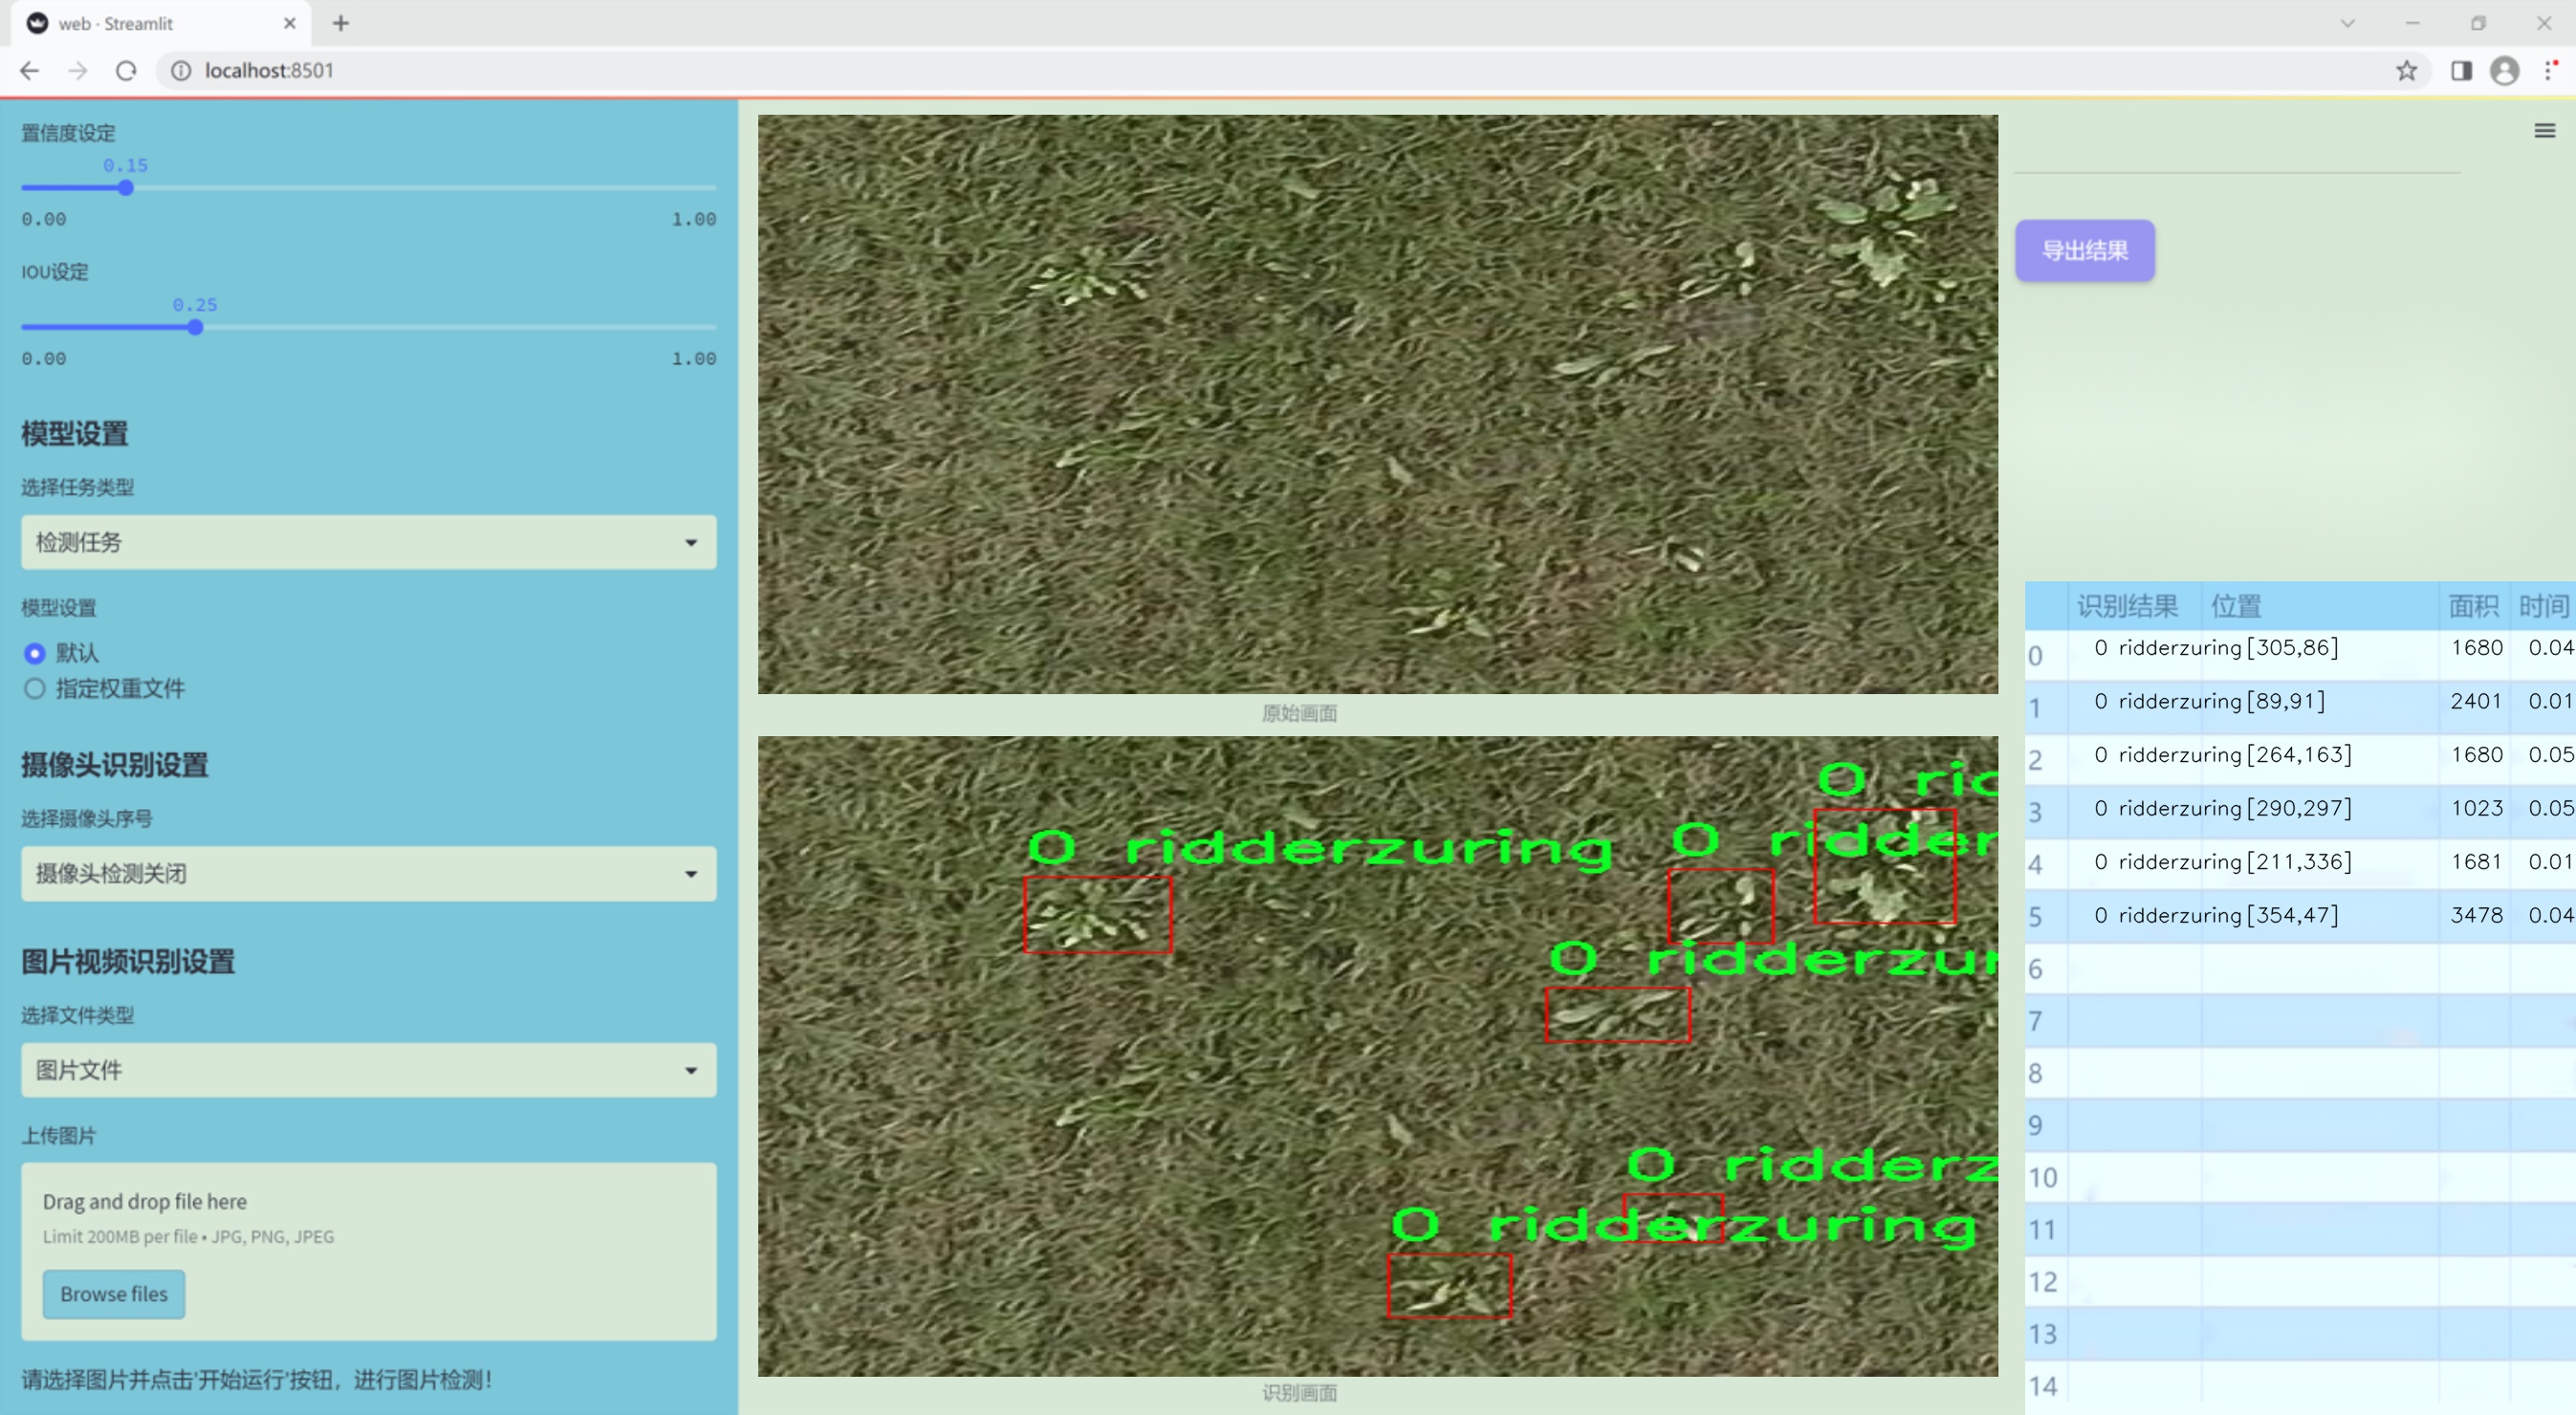 web · Streamlit
localhost:8501
置信度设定
0.15
0.00 1.00
IOU设定
0.25
0.00 1.00
模型设置
选择任务类型
检测任务
模型设置
默认
指定权重文件
摄像头识别设置
选择摄像头序号
摄像头检测关闭
图片视频识别设置
选择文件类型
图片文件
上传图片
Drag and drop file here
Limit 200MB per file • JPG, PNG, JPEG
Browse files
请选择图片并点击'开始运行'按钮，进行图片检测！
原始画面
0 ric
0 ridderzuring
0 ridder
0 ridderzur
0 ridderz
0 ridderzuring
识别画面
导出结果
识别结果 位置 面积 时间
0 0 ridderzuring [305,86] 1680 0.04
1 0 ridderzuring [89,91] 2401 0.01
2 0 ridderzuring [264,163] 1680 0.05
3 0 ridderzuring [290,297] 1023 0.05
4 0 ridderzuring [211,336] 1681 0.01
5 0 ridderzuring [354,47] 3478 0.04
6
7
8
9
10
11
12
13
14